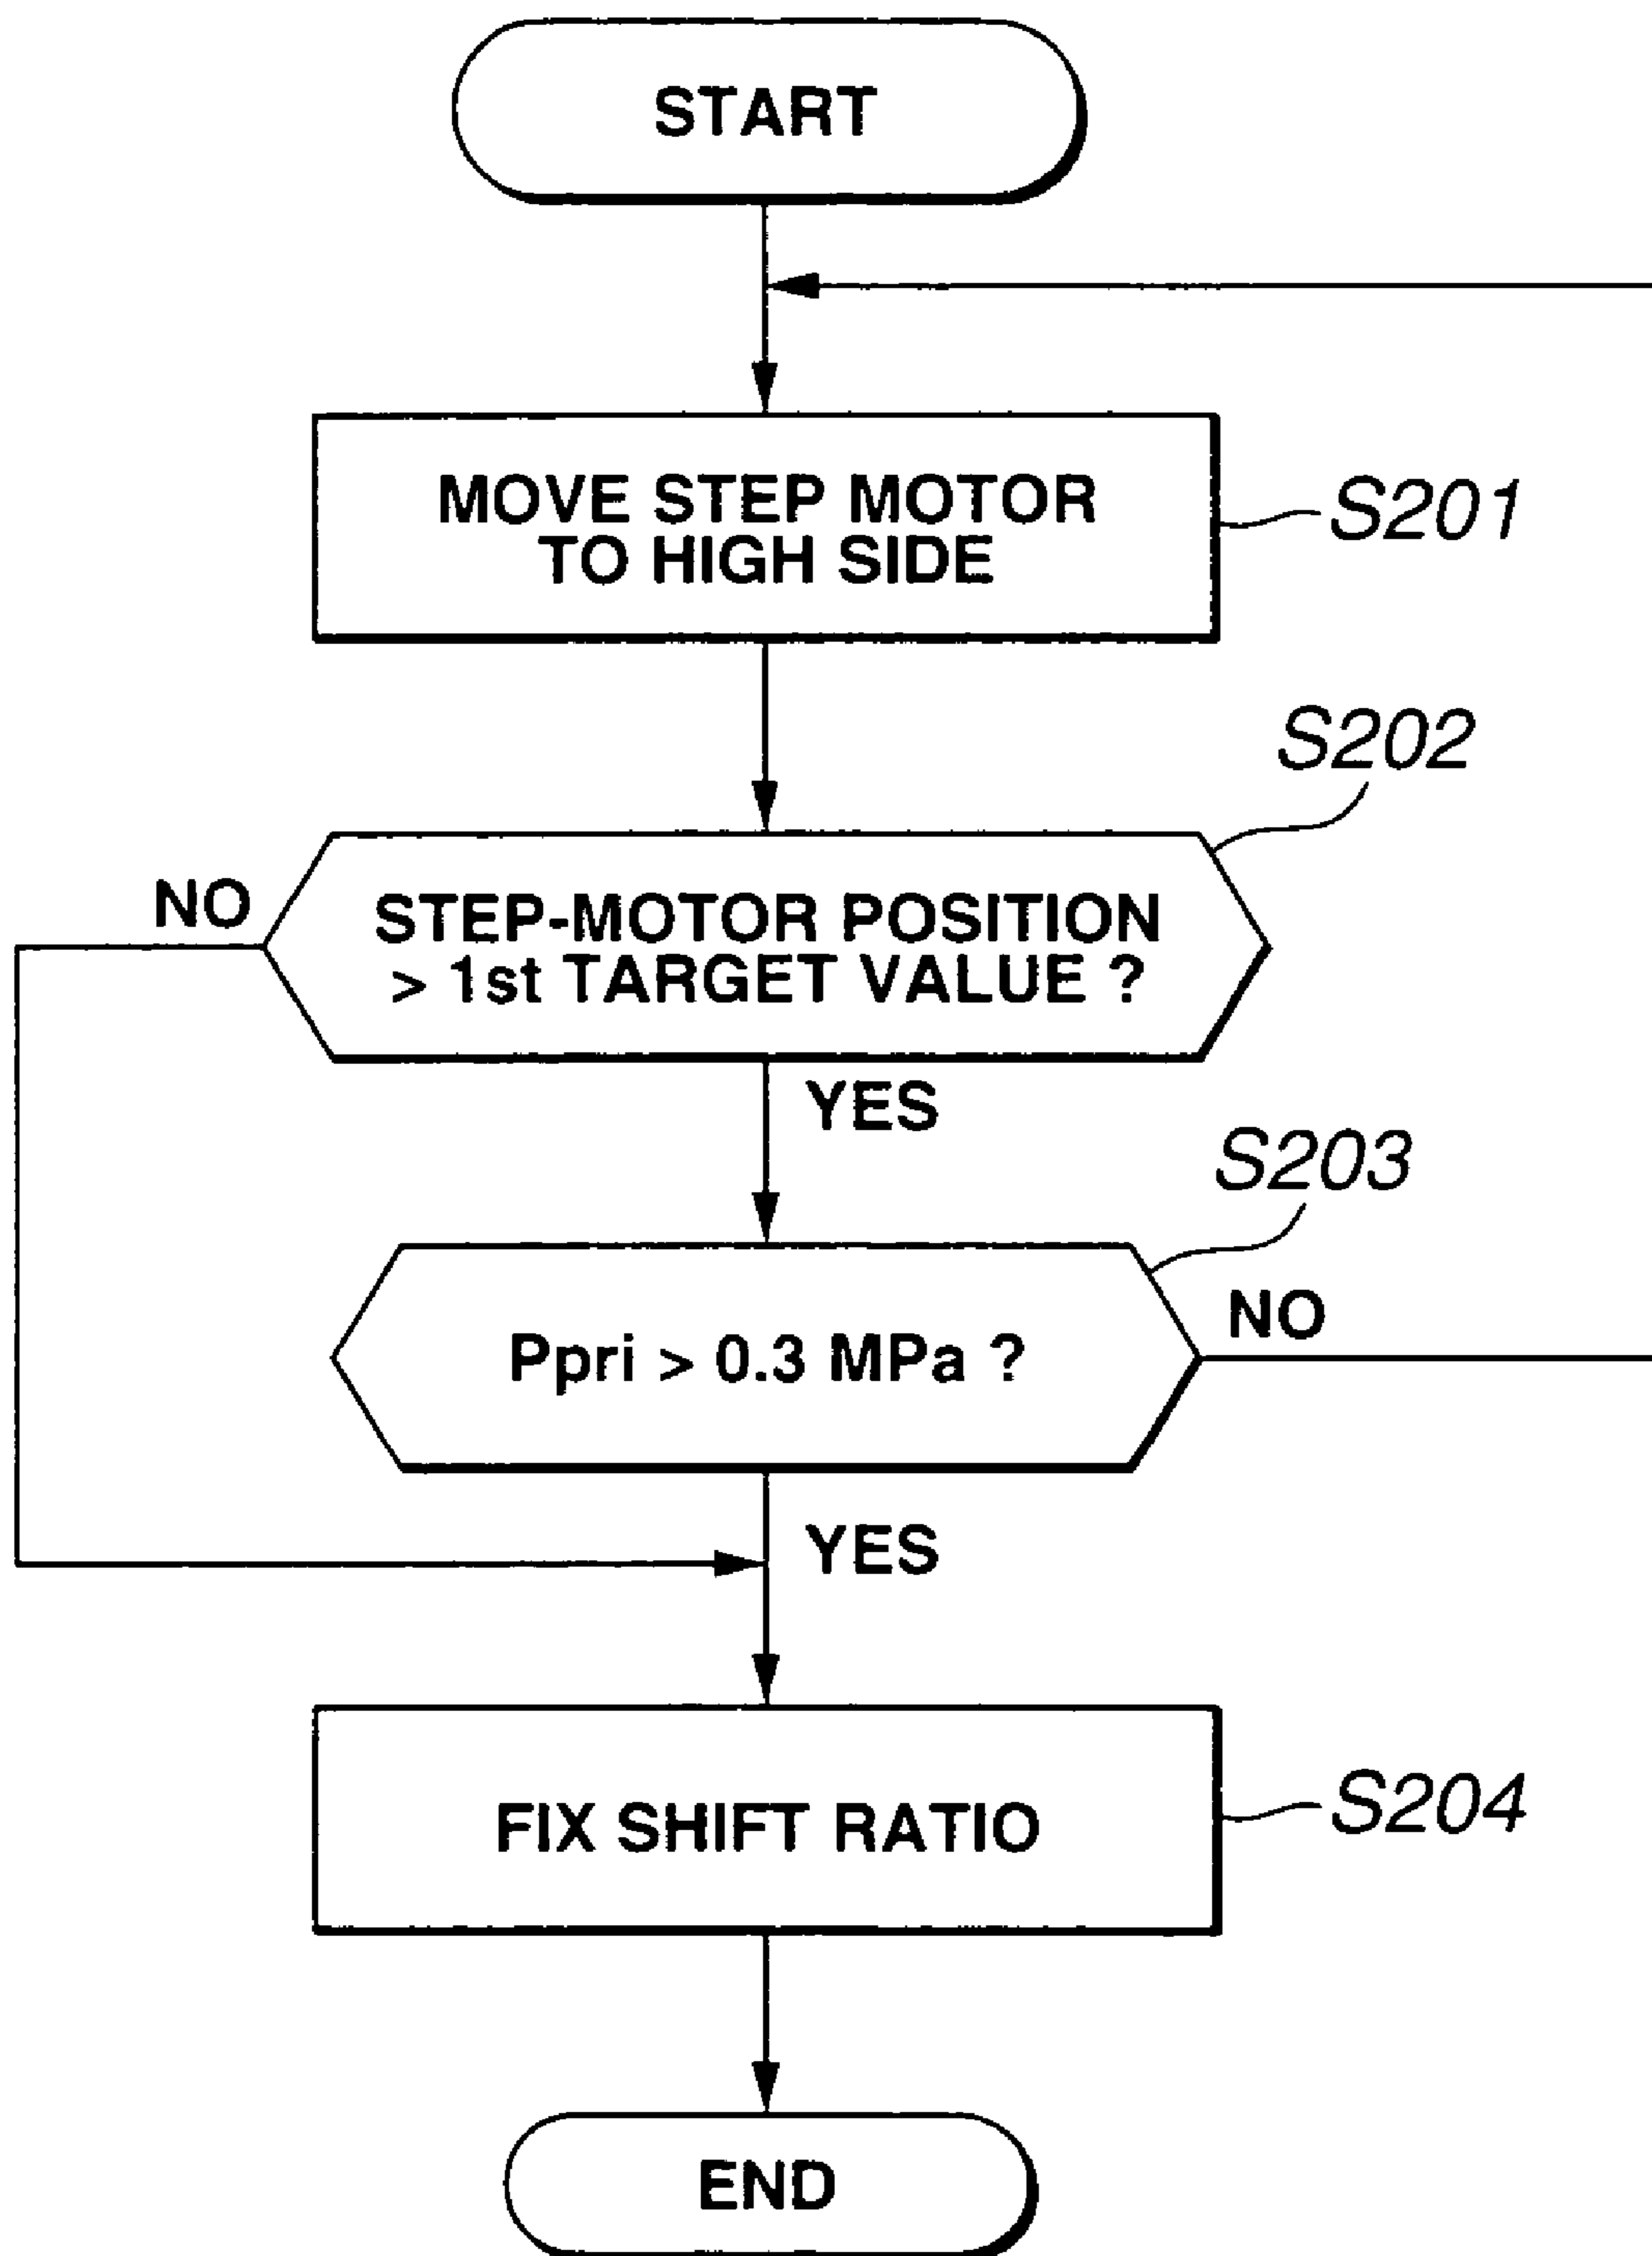 START
MOVE STEP MOTOR
TO HIGH SIDE
S201
S202
NO
STEP-MOTOR POSITION
> 1st TARGET VALUE ?
YES
S203
NO
Ppri > 0.3 MPa ?
YES
FIX SHIFT RATIO
S204
END